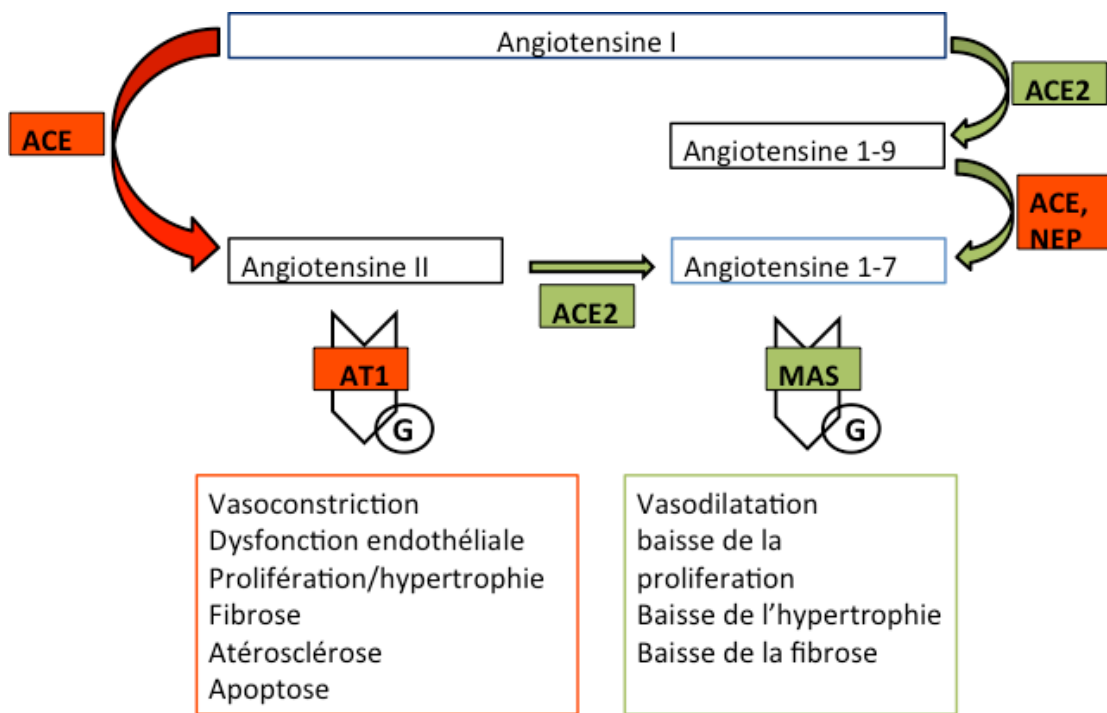 Angiotensine I
ACE2
ACE
Angiotensine 1-9
ACE,
NEP
Angiotensine II
Angiotensine 1-7
ACE2
AT1
MAS
G
G
Vasoconstriction
Dysfonction endothéliale
Prolifération/hypertrophie
Fibrose
Atérosclérose
Apoptose
Vasodilatation
baisse de la
proliferation
Baisse de l’hypertrophie
Baisse de la fibrose